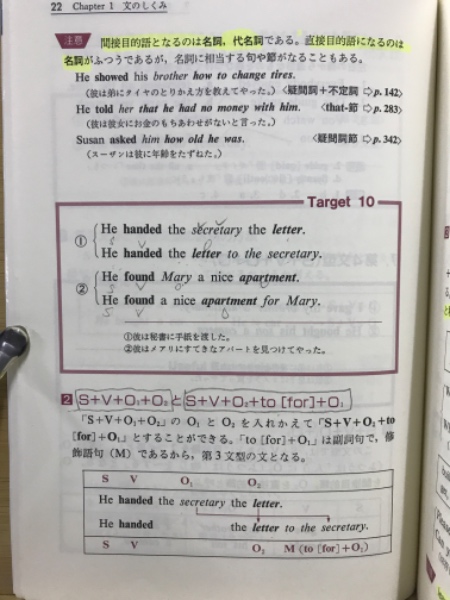 22 Chapter 1 文のしくみ
注意 間接目的語となるのは名詞，代名詞である。直接目的語になるのは
名詞がふつうであるが，名詞に相当する句や節がなることもある。
He showed his brother how to change tires.
（彼は弟にタイヤのとりかえ方を教えてやった。）〈疑問詞＋不定詞 ⇨p. 142〉
He told her that he had no money with him. 〈that-節 ⇨p. 283〉
（彼は彼女にお金のもちあわせがないと言った。）
Susan asked him how old he was. 〈疑問詞節 ⇨p. 342〉
（スーザンは彼に年齢をたずねた。）
Target 10
① He handed the secretary the letter.
S V
He handed the letter to the secretary.
② He found Mary a nice apartment.
S V O O
He found a nice apartment for Mary.
S V O
①彼は秘書に手紙を渡した。
②彼はメアリにすてきなアパートを見つけてやった。
2 S+V+O₁+O₂とS+V+O₂+to [for]+O₁
「S+V+O₁+O₂」の O₁ と O₂ を入れかえて「S+V+O₂+to
[for]+O₁」とすることができる。「to [for]+O₁」は副詞句で，修
飾語句（M）であるから，第3文型の文となる。
S V O₁ O₂
He handed the secretary the letter.
He handed the letter to the secretary.
S V O₂ M (to [for]+O₁)